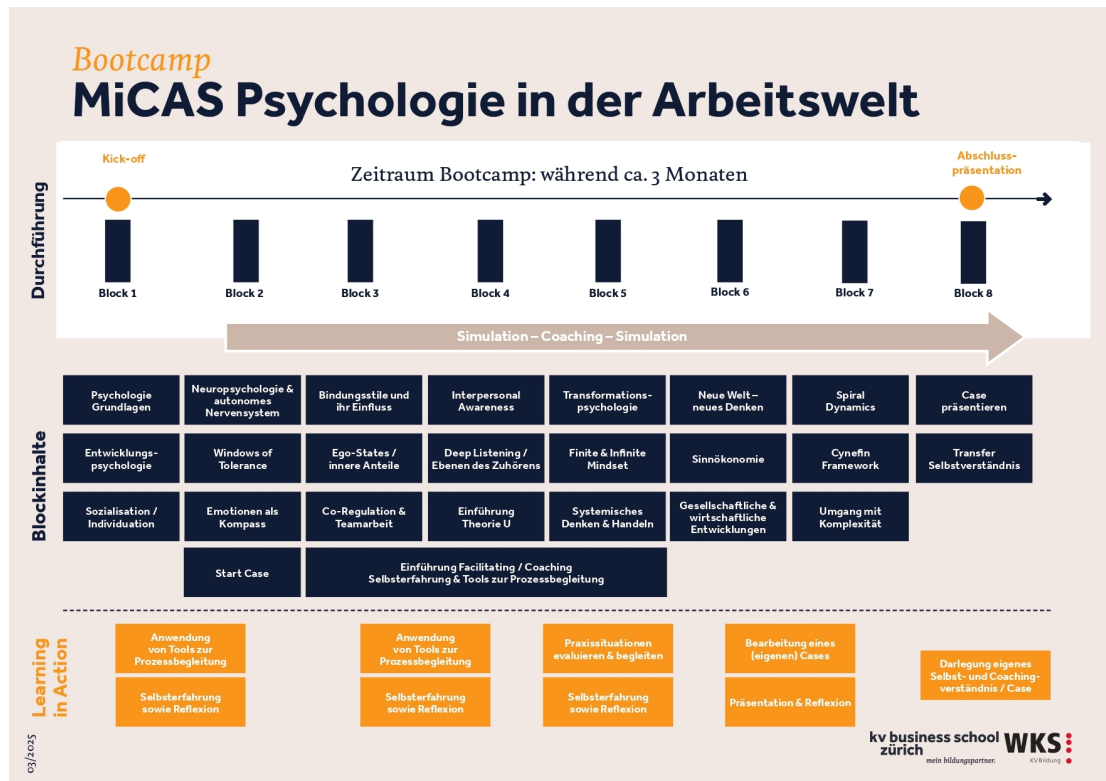 Bootcamp
MiCAS Psychologie in der Arbeitswelt
Durchführung
Kick-off
Zeitraum Bootcamp: während ca. 3 Monaten
Abschluss-
präsentation
Block 1
Block 2
Block 3
Block 4
Block 5
Block 6
Block 7
Block 8
Simulation – Coaching – Simulation
Blockinhalte
Psychologie
Grundlagen
Neuropsychologie &
autonomes
Nervensystem
Bindungsstile und
ihr Einfluss
Interpersonal
Awareness
Transformations-
psychologie
Neue Welt –
neues Denken
Spiral
Dynamics
Case
präsentieren
Entwicklungs-
psychologie
Windows of
Tolerance
Ego-States /
innere Anteile
Deep Listening /
Ebenen des Zuhörens
Finite & Infinite
Mindset
Sinnökonomie
Cynefin
Framework
Transfer
Selbstverständnis
Sozialisation /
Individuation
Emotionen als
Kompass
Co-Regulation &
Teamarbeit
Einführung
Theorie U
Systemisches
Denken & Handeln
Gesellschaftliche &
wirtschaftliche
Entwicklungen
Umgang mit
Komplexität
Start Case
Einführung Facilitating / Coaching
Selbsterfahrung & Tools zur Prozessbegleitung
Learning
in Action
Anwendung
von Tools zur
Prozessbegleitung
Anwendung
von Tools zur
Prozessbegleitung
Praxissituationen
evaluieren & begleiten
Bearbeitung eines
(eigenen) Cases
Darlegung eigenes
Selbst- und Coaching-
verständnis / Case
Selbsterfahrung
sowie Reflexion
Selbsterfahrung
sowie Reflexion
Selbsterfahrung
sowie Reflexion
Präsentation & Reflexion
03/2025
kv business school
zürich
mein bildungspartner.
WKS
KV Bildung